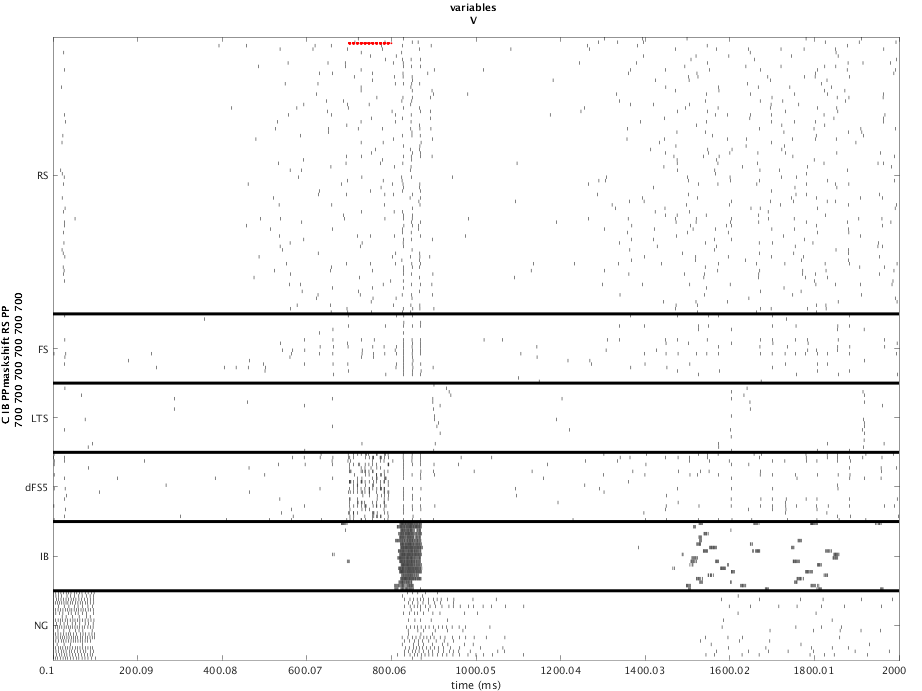 variables
V
C IB PPmaskshift RS PP
700 700 700 700 700 700 700
RS
FS
LTS
dFS5
IB
NG
0.1 200.09 400.08 600.07 800.06 1000.05 1200.04 1400.03 1600.02 1800.01 2000
time (ms)